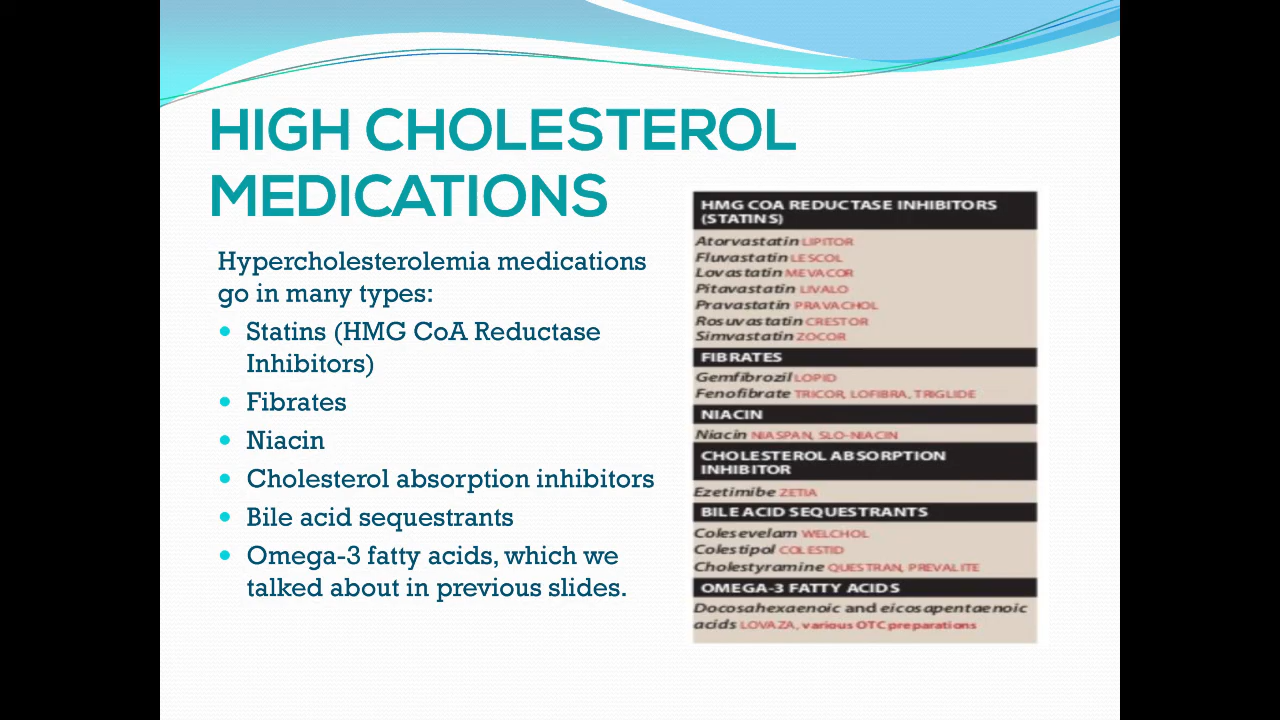 HIGH CHOLESTEROL
MEDICATIONS
Hypercholesterolemia medications
go in many types:
• Statins (HMG CoA Reductase
Inhibitors)
• Fibrates
• Niacin
• Cholesterol absorption inhibitors
• Bile acid sequestrants
• Omega-3 fatty acids, which we
talked about in previous slides.
HMG COA REDUCTASE INHIBITORS
(STATINS)
Atorvastatin LIPITOR
Fluvastatin LESCOL
Lovastatin MEVACOR
Pitavastatin LIVALO
Pravastatin PRAVACHOL
Rosuvastatin CRESTOR
Simvastatin ZOCOR
FIBRATES
Gemfibrozil LOPID
Fenofibrate TRICOR, LOFIBRA, TRIGLIDE
NIACIN
Niacin NIASPAN, SLO-NIACIN
CHOLESTEROL ABSORPTION
INHIBITOR
Ezetimibe ZETIA
BILE ACID SEQUESTRANTS
Colesevelam WELCHOL
Colestipol COLESTID
Cholestyramine QUESTRAN, PREVALITE
OMEGA-3 FATTY ACIDS
Docosahexaenoic and eicosapentaenoic
acids LOVAZA, various OTC preparations